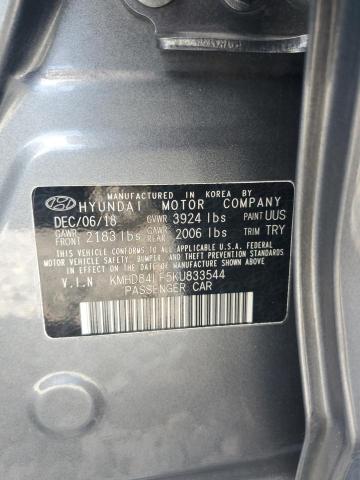 MANUFACTURED IN KOREA BY
HYUNDAI MOTOR COMPANY
DEC/06/18 GVWR 3924 lbs PAINT UUS
GAWR FRONT 2183 lbs GAWR REAR 2006 lbs TRIM TRY
THIS VEHICLE CONFORMS TO ALL APPLICABLE U.S.A. FEDERAL
MOTOR VEHICLE SAFETY, BUMPER, AND THEFT PREVENTION
STANDARDS IN EFFECT ON THE DATE OF MANUFACTURE SHOWN ABOVE.
V.I.N KMHD84LF5KU833544
PASSENGER CAR